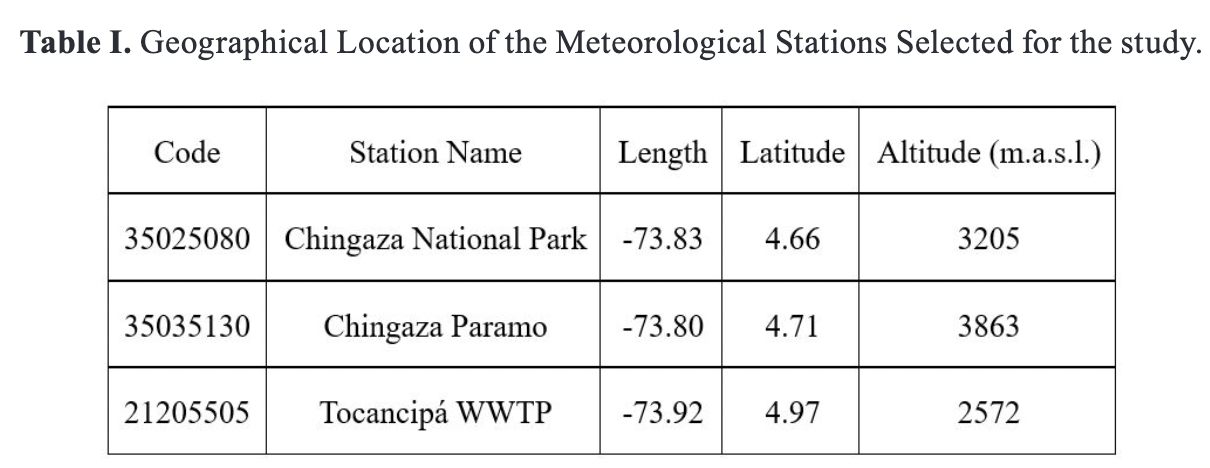 Table I. Geographical Location of the Meteorological Stations Selected for the study.
Code Station Name Length Latitude Altitude (m.a.s.l.)
35025080 Chingaza National Park -73.83 4.66 3205
35035130 Chingaza Paramo -73.80 4.71 3863
21205505 Tocancipá WWTP -73.92 4.97 2572